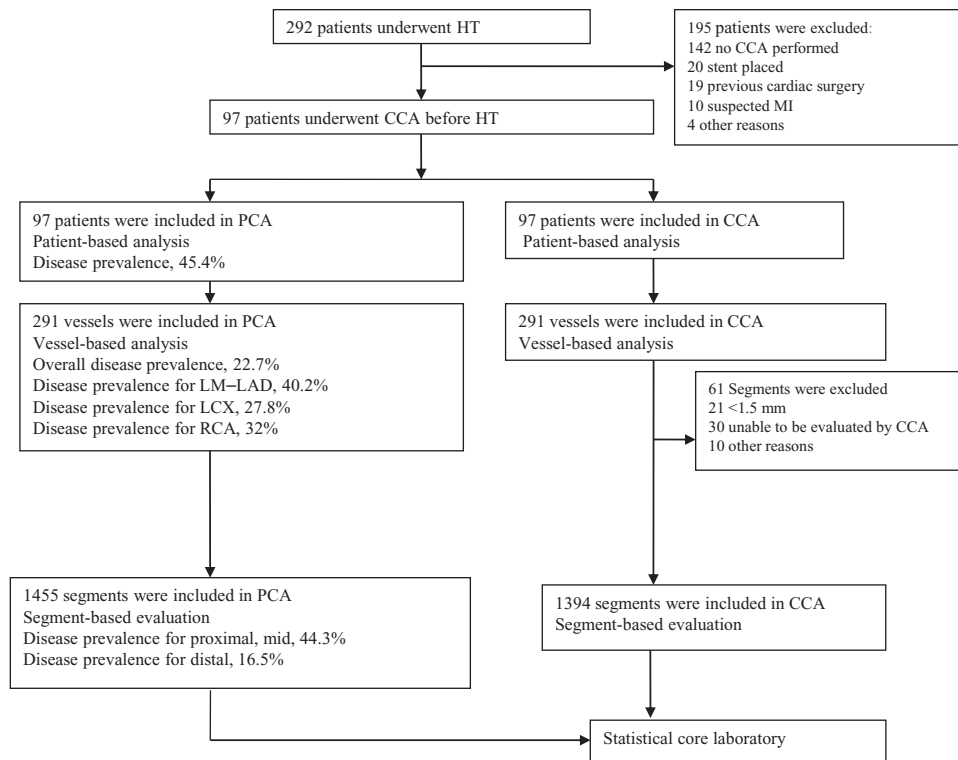 292 patients underwent HT
195 patients were excluded:
142 no CCA performed
20 stent placed
19 previous cardiac surgery
10 suspected MI
4 other reasons
97 patients underwent CCA before HT
97 patients were included in PCA
Patient-based analysis
Disease prevalence, 45.4%
97 patients were included in CCA
Patient-based analysis
291 vessels were included in PCA
Vessel-based analysis
Overall disease prevalence, 22.7%
Disease prevalence for LM–LAD, 40.2%
Disease prevalence for LCX, 27.8%
Disease prevalence for RCA, 32%
291 vessels were included in CCA
Vessel-based analysis
61 Segments were excluded
21 <1.5 mm
30 unable to be evaluated by CCA
10 other reasons
1455 segments were included in PCA
Segment-based evaluation
Disease prevalence for proximal, mid, 44.3%
Disease prevalence for distal, 16.5%
1394 segments were included in CCA
Segment-based evaluation
Statistical core laboratory